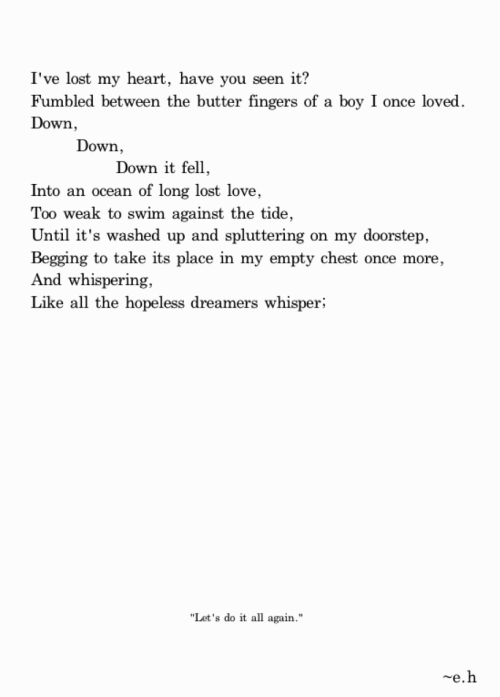 I've lost my heart, have you seen it?
Fumbled between the butter fingers of a boy I once loved.
Down,
Down,
Down it fell,
Into an ocean of long lost love,
Too weak to swim against the tide,
Until it's washed up and spluttering on my doorstep,
Begging to take its place in my empty chest once more,
And whispering,
Like all the hopeless dreamers whisper;
"Let's do it all again."
~e.h